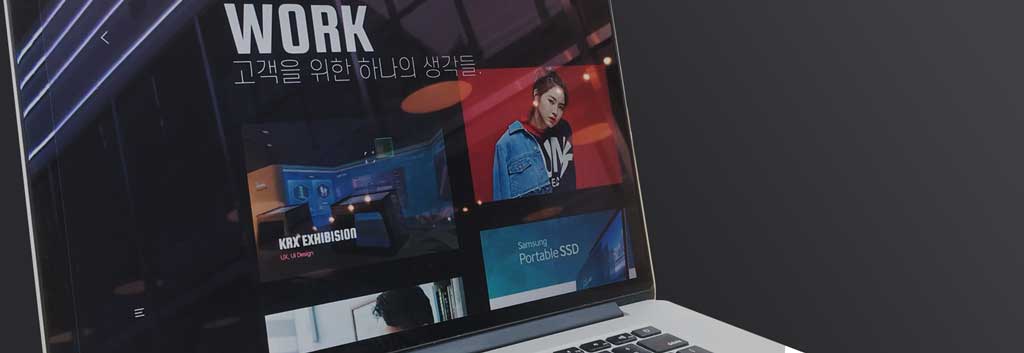 WORK
고객을 위한 하나의 생각들.
KRX EXHIBISION
UX, UI Design
Samsung
Portable SSD